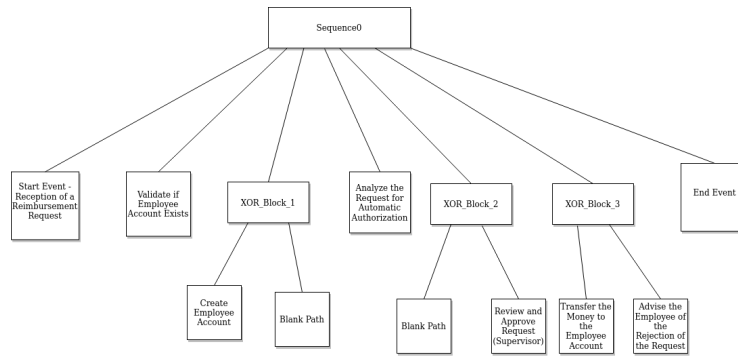 Sequence0
Start Event -
Reception of a
Reimbursement
Request
Validate if
Employee
Account Exists
XOR_Block_1
Analyze the
Request for
Automatic
Authorization
XOR_Block_2
XOR_Block_3
End Event
Create
Employee
Account
Blank Path
Blank Path
Review and
Approve
Request
(Supervisor)
Transfer the
Money to
the
Employee
Account
Advise the
Employee of
the
Rejection of
the Request